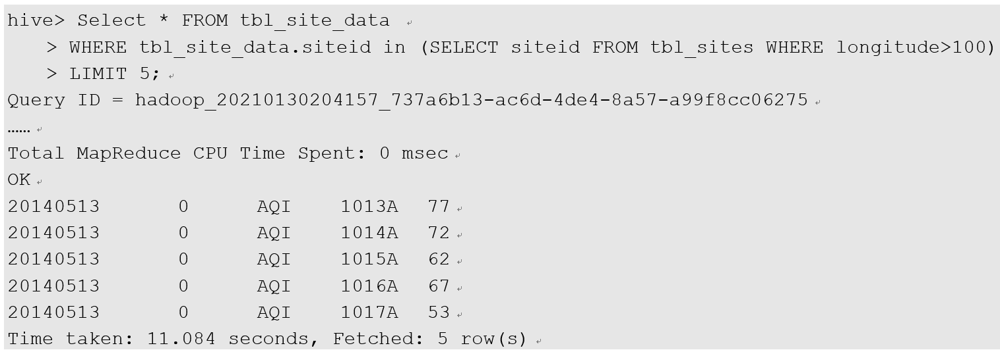 hive> Select * FROM tbl_site_data
> WHERE tbl_site_data.siteid in (SELECT siteid FROM tbl_sites WHERE longitude>100)
> LIMIT 5;
Query ID = hadoop_20210130204157_737a6b13-ac6d-4de4-8a57-a99f8cc06275
……
Total MapReduce CPU Time Spent: 0 msec
OK
20140513 0 AQI 1013A 77
20140513 0 AQI 1014A 72
20140513 0 AQI 1015A 62
20140513 0 AQI 1016A 67
20140513 0 AQI 1017A 53
Time taken: 11.084 seconds, Fetched: 5 row(s)